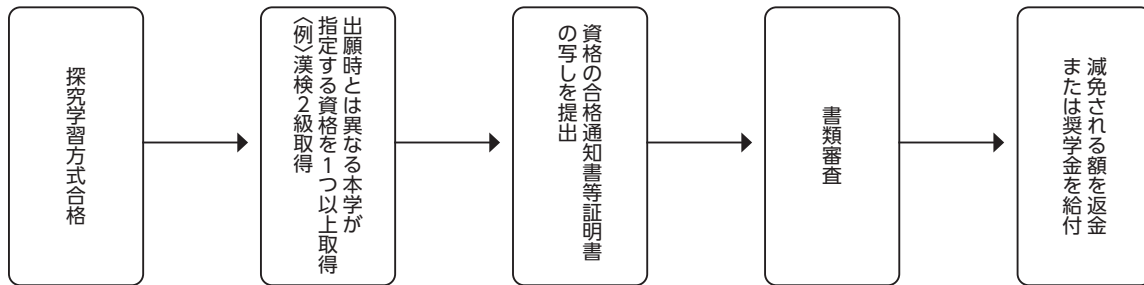 探究学習方式合格
出願時とは異なる本学が
指定する資格を1つ以上取得
〈例〉漢検2級取得
資格の合格通知書等証明書
の写しを提出
書類審査
減免される額を返金
または奨学金を給付